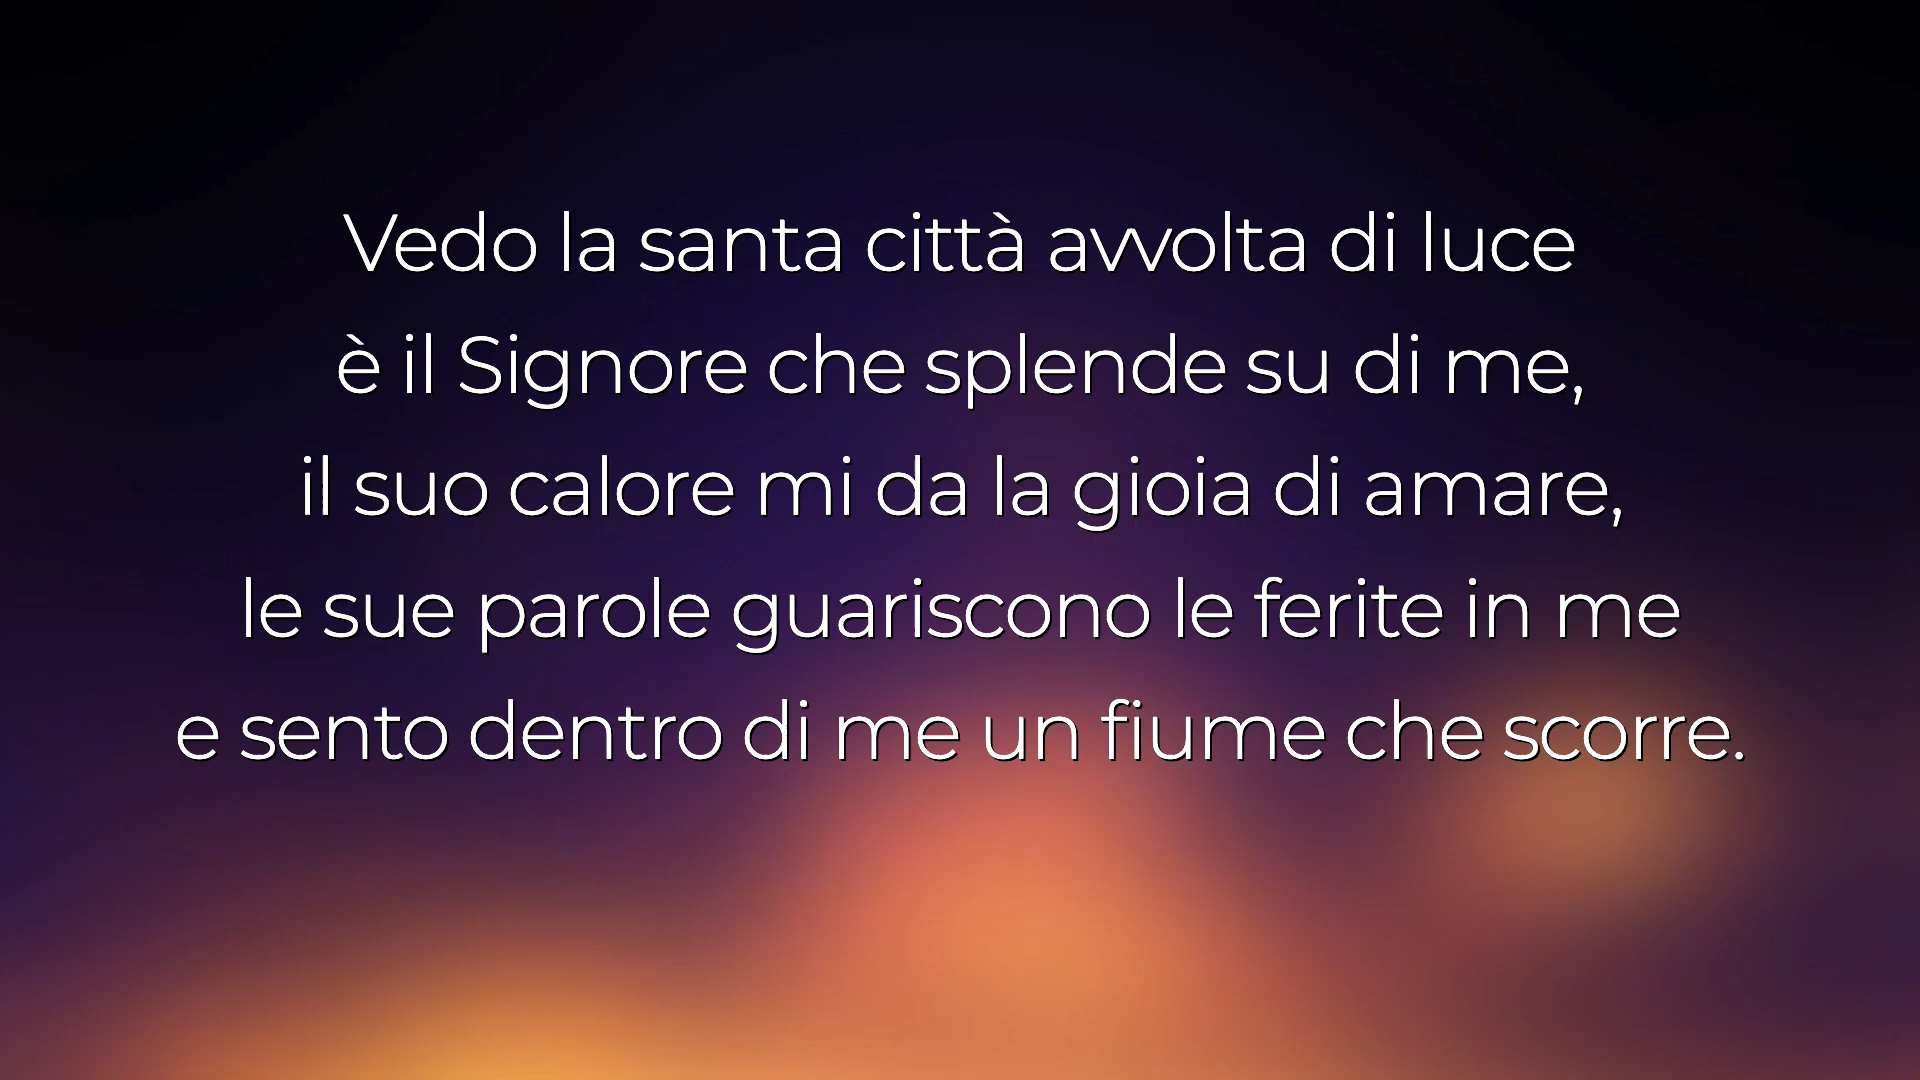 Vedo la santa città avvolta di luce
è il Signore che splende su di me,
il suo calore mi da la gioia di amare,
le sue parole guariscono le ferite in me
e sento dentro di me un fiume che scorre.